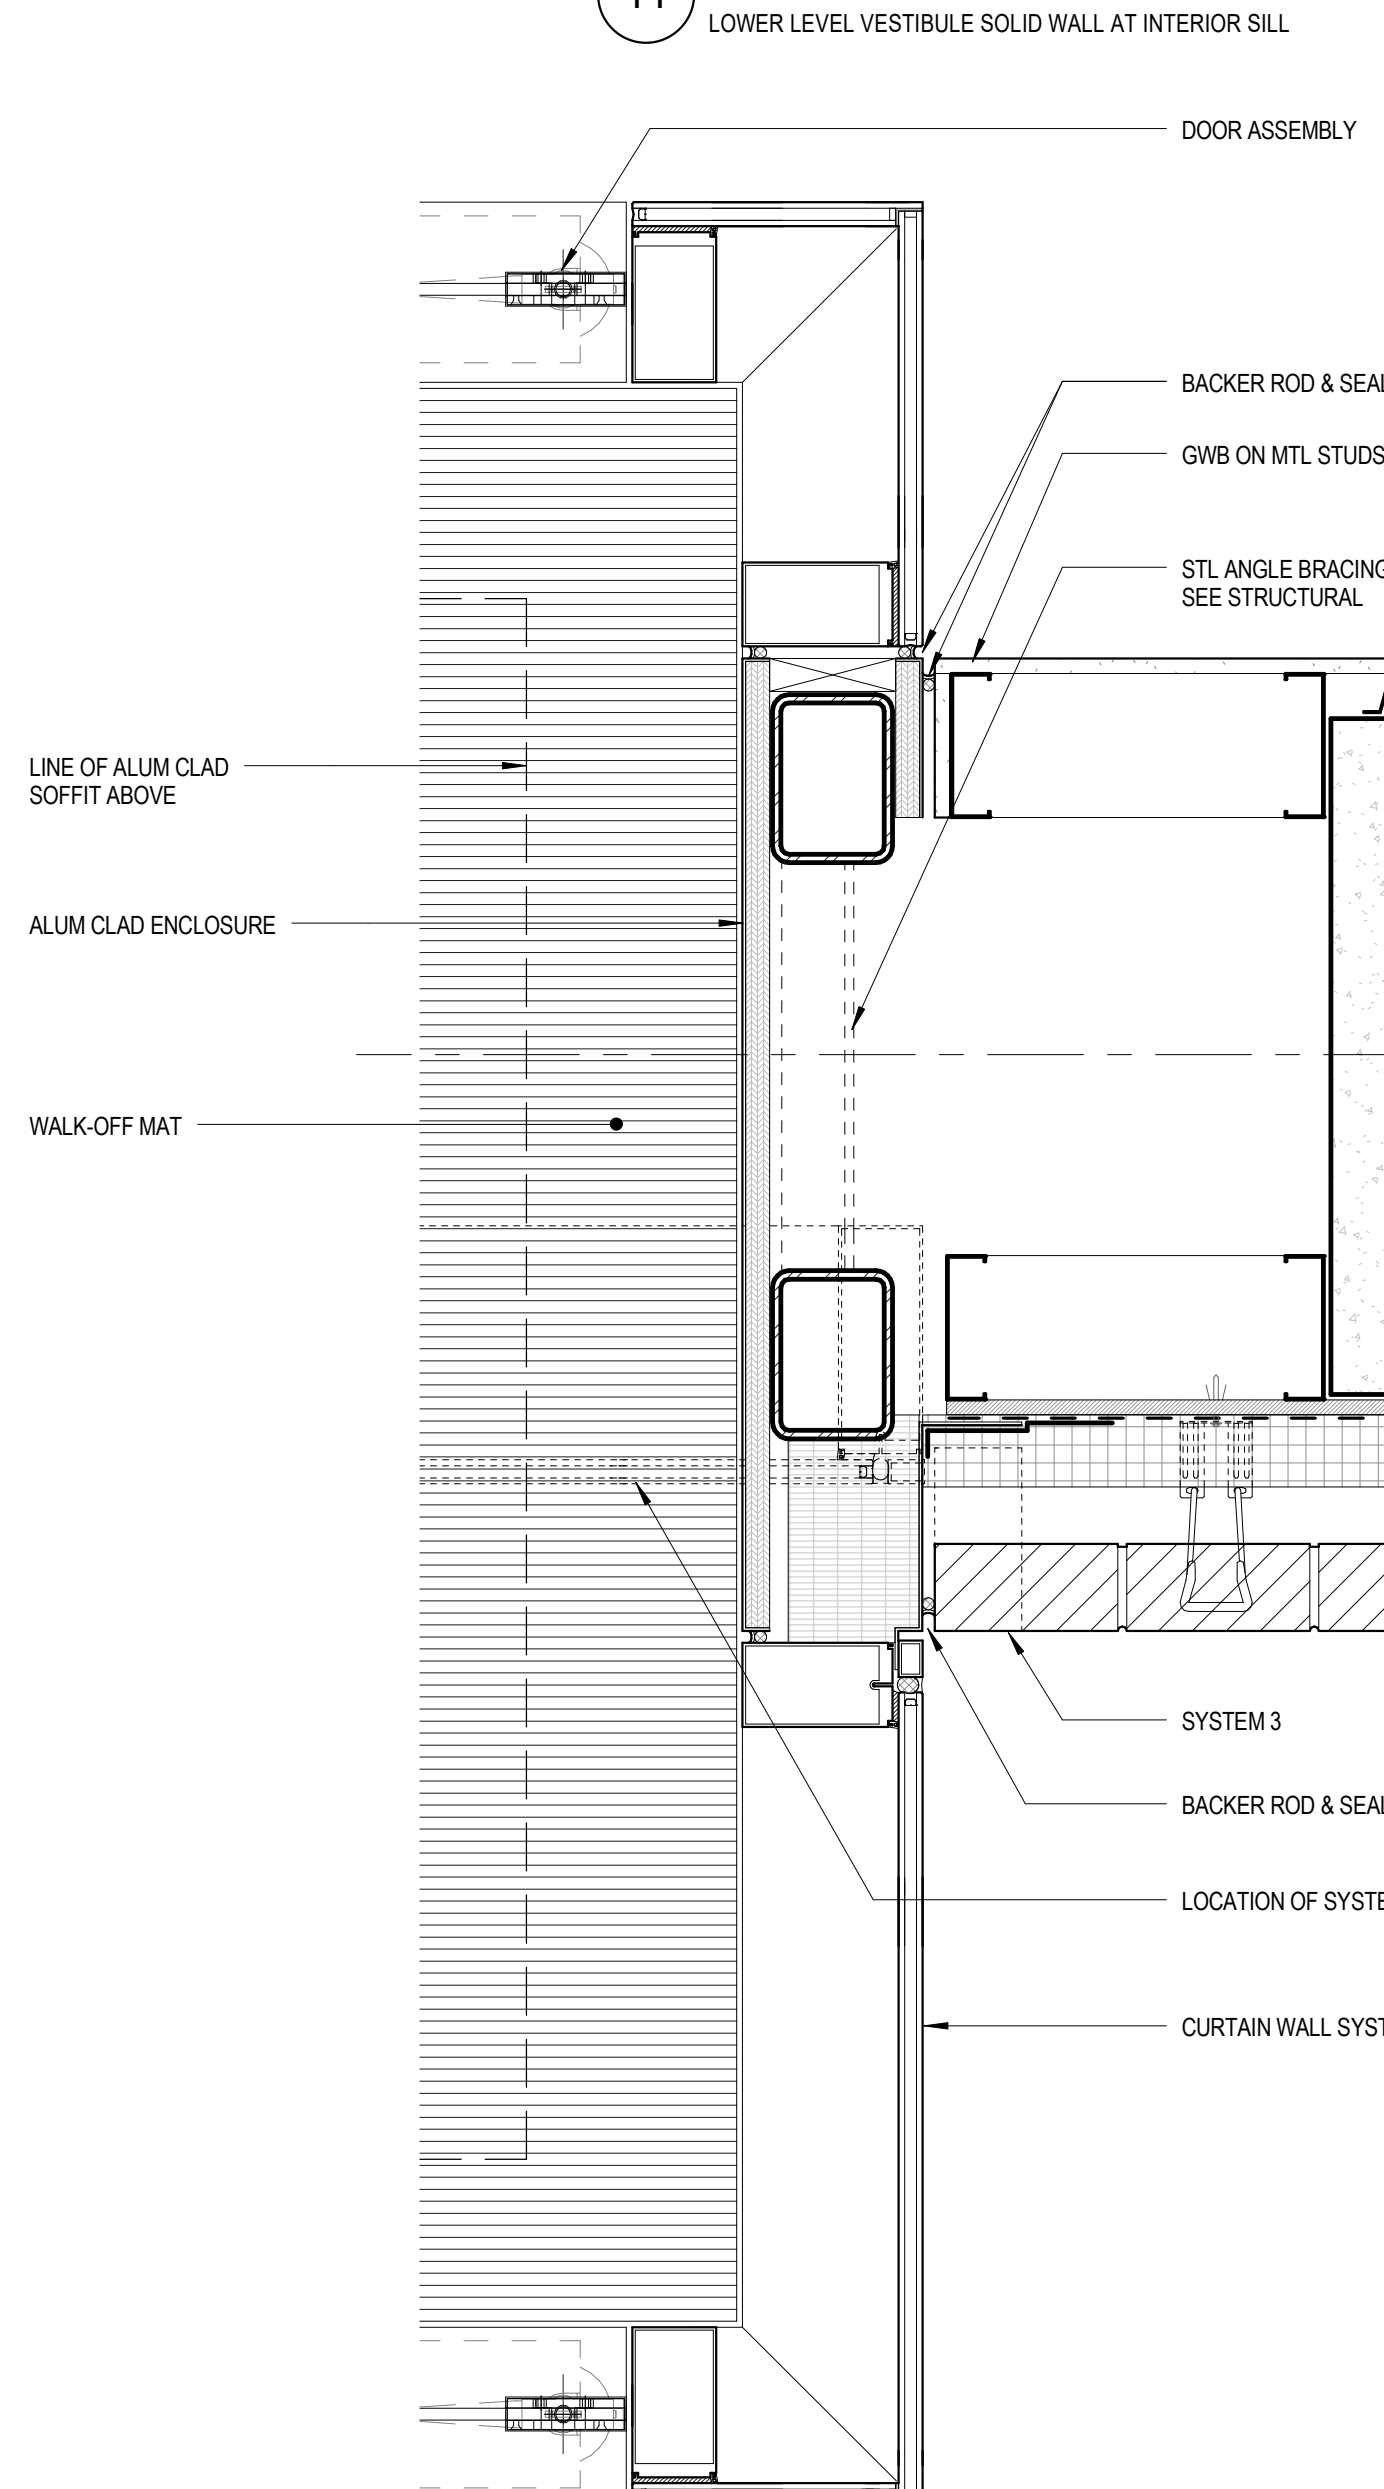 LOWER LEVEL VESTIBULE SOLID WALL AT INTERIOR SILL
DOOR ASSEMBLY
BACKER ROD & SEAL
GWB ON MTL STUDS
STL ANGLE BRACING
SEE STRUCTURAL
LINE OF ALUM CLAD
SOFFIT ABOVE
ALUM CLAD ENCLOSURE
WALK-OFF MAT
SYSTEM 3
BACKER ROD & SEAL
LOCATION OF SYSTE
CURTAIN WALL SYST